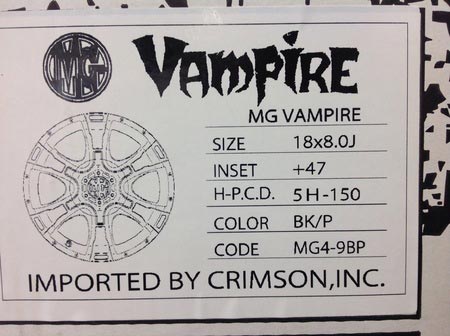 MG VAMPIRE
MG VAMPIRE
SIZE 18x8.0J
INSET +47
H-P.C.D. 5H-150
COLOR BK/P
CODE MG4-9BP
IMPORTED BY CRIMSON,INC.